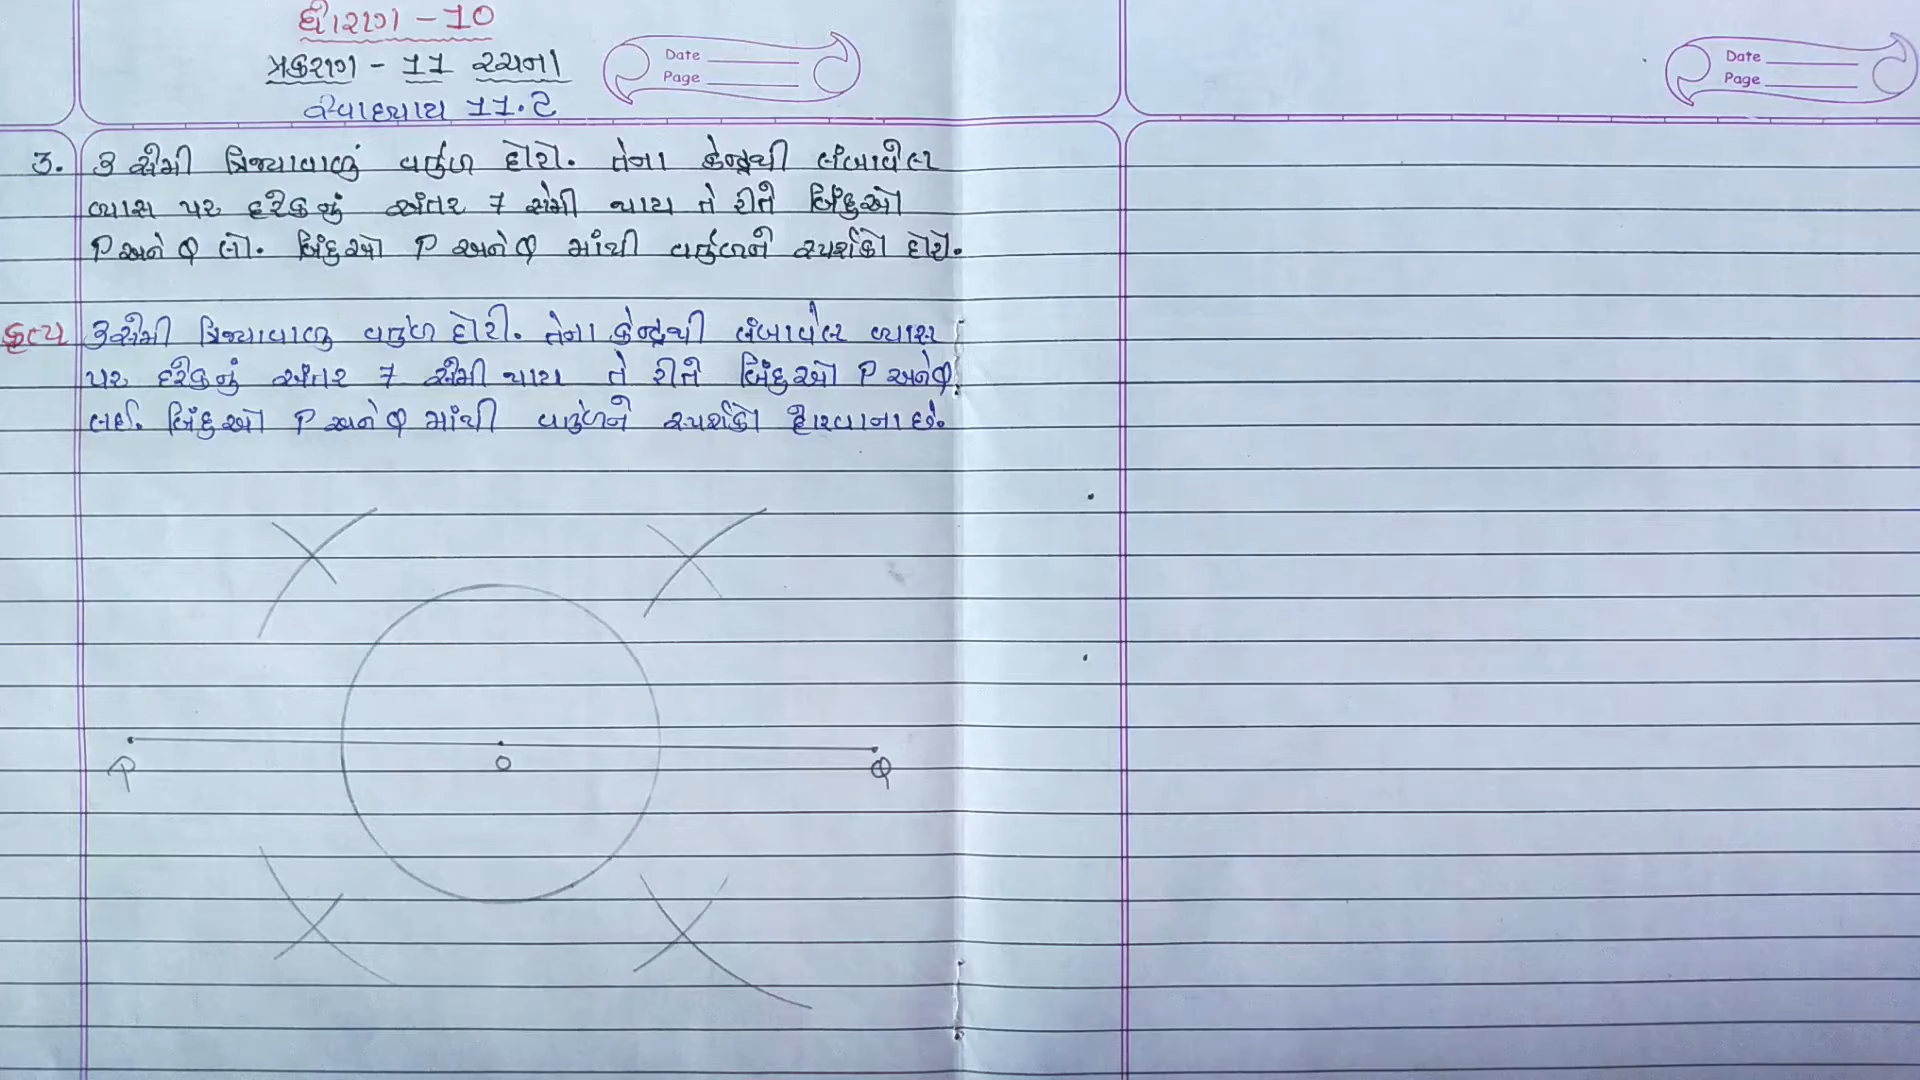 ધોરણ - 10
પ્રકરણ - 11 રચના
સ્વાધ્યાય 11.2
Date
Page
Date
Page
3. 3 સેમી ત્રિજ્યાવાળું વર્તુળ દોરો. તેના કેન્દ્રથી લંબાવેલ
વ્યાસ પર દરેકનું અંતર 7 સેમી થાય તે રીતે બિંદુઓ
P અને Q લો. બિંદુઓ P અને Q માંથી વર્તુળને સ્પર્શકો દોરો.
કૃત્ય 3 સેમી ત્રિજ્યાવાળુ વર્તુળ દોરી. તેના કેન્દ્રથી લંબાવેલ વ્યાસ
પર દરેકનું અંતર 7 સેમી થાય તે રીતે બિંદુઓ P અને Q
લઈ. બિંદુઓ P અને Q માંથી વર્તુળને સ્પર્શકો દોરવાના છે.
P O Q